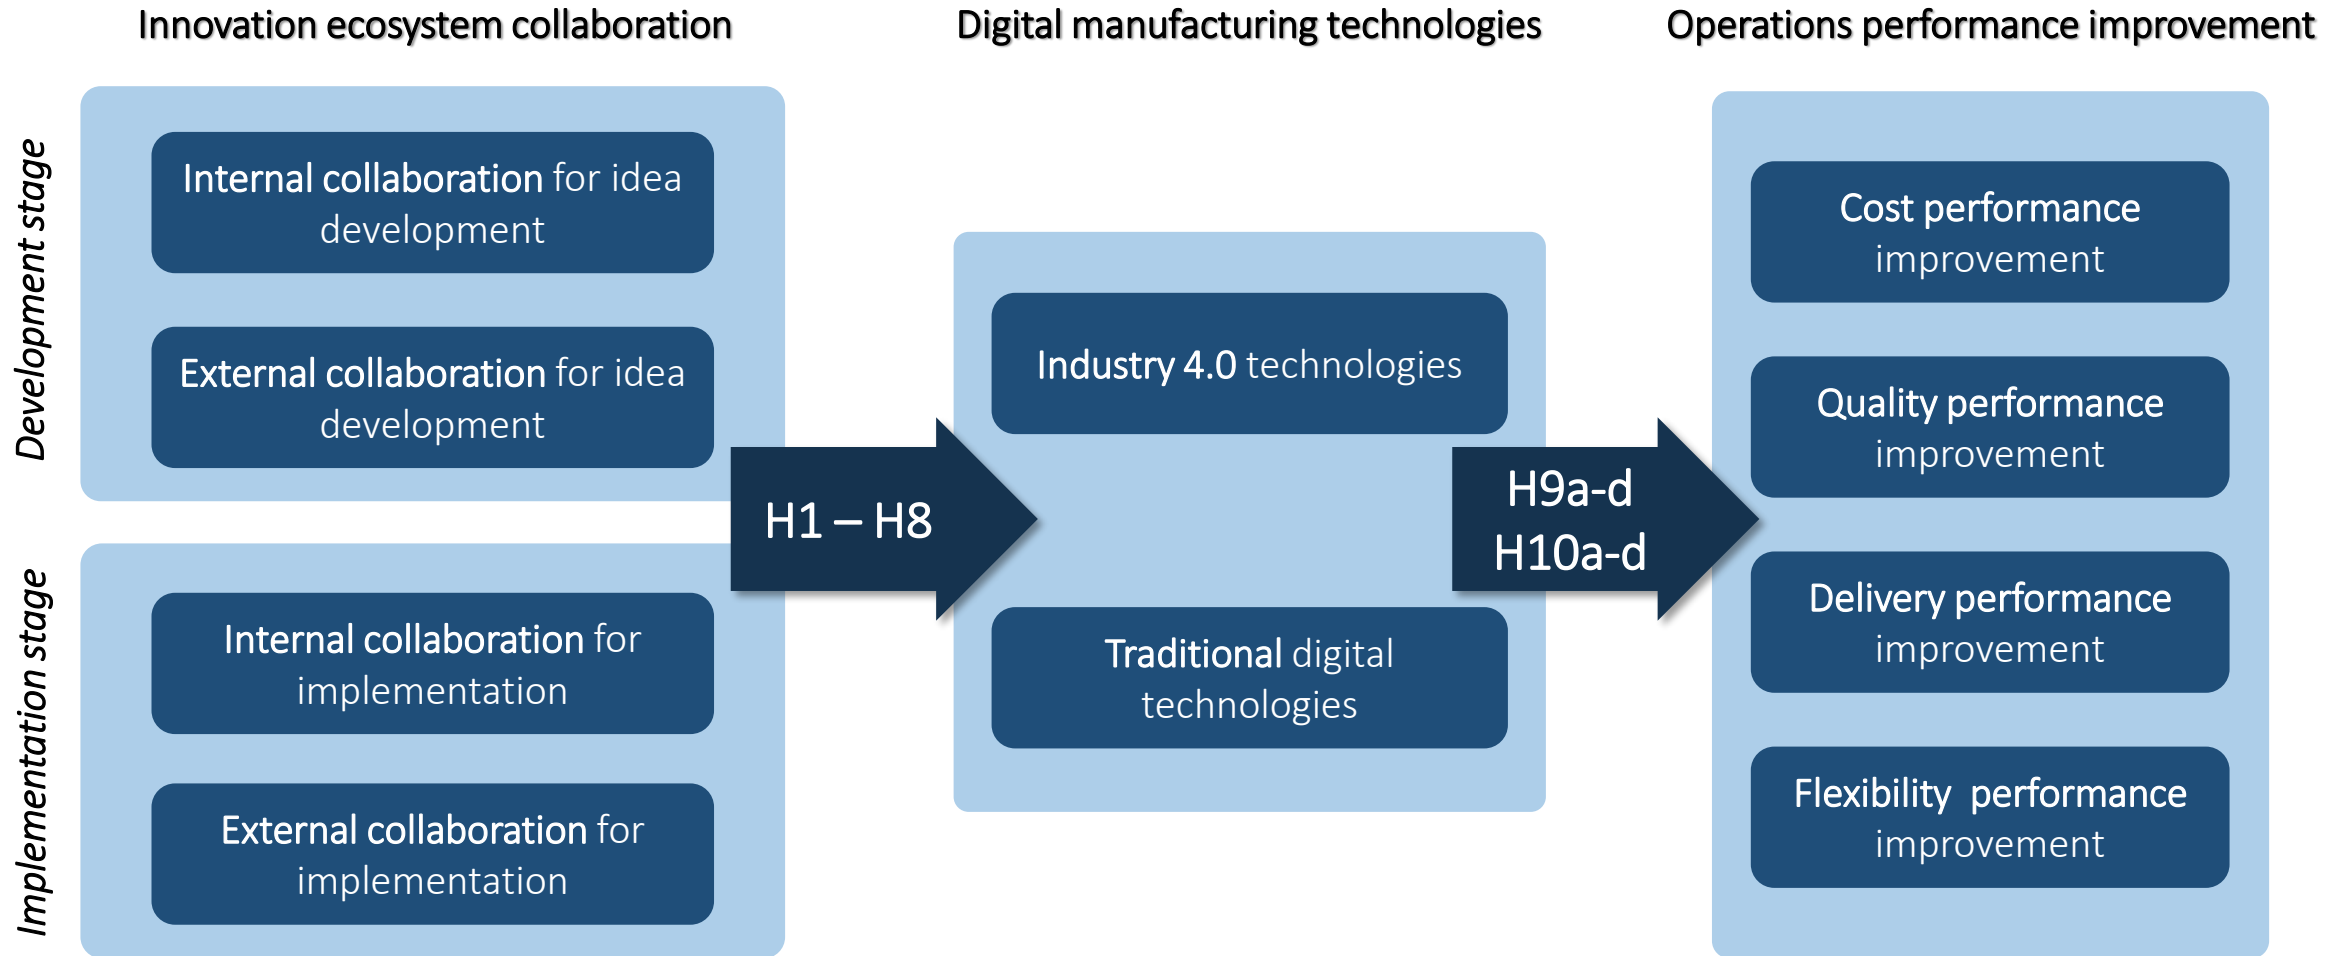 Innovation ecosystem collaboration
Digital manufacturing technologies
Operations performance improvement
Development stage
Internal collaboration for idea
development
External collaboration for idea
development
Implementation stage
Internal collaboration for
implementation
External collaboration for
implementation
H1 – H8
Industry 4.0 technologies
Traditional digital
technologies
H9a-d
H10a-d
Cost performance
improvement
Quality performance
improvement
Delivery performance
improvement
Flexibility  performance
improvement